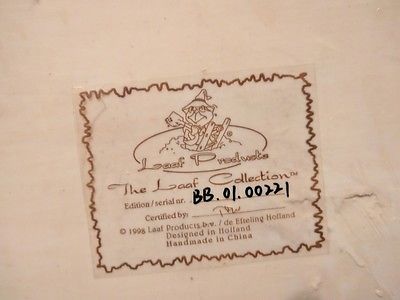 Laaf Products ®
The Laaf Collection™
Edition / serial nr. BB.01.00221
Certified by:
© 1998 Laaf Products b.v. / de Efteling Holland
Designed in Holland
Handmade in China